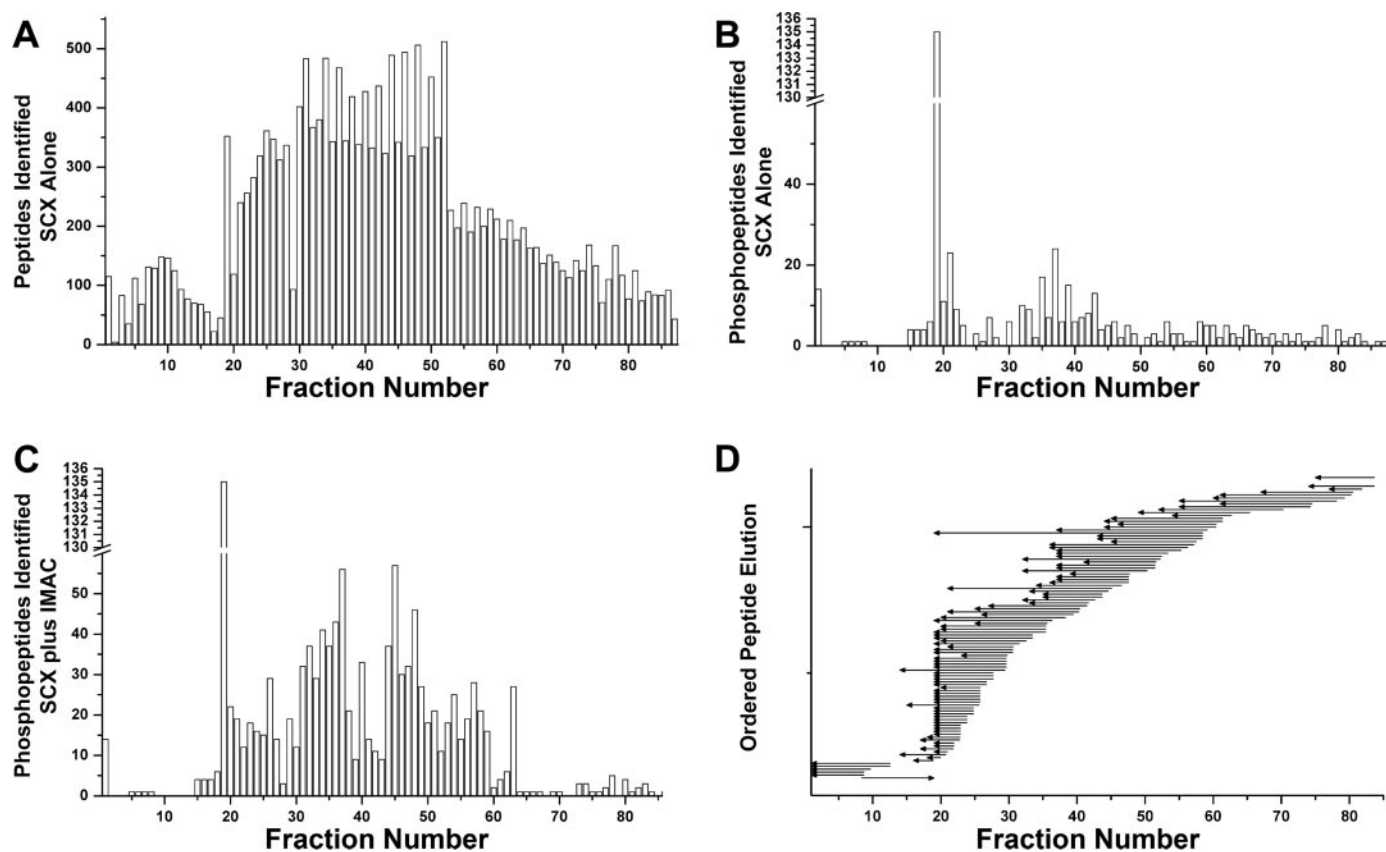 A
Peptides Identified
SCX Alone
500
400
300
200
100
0
10 20 30 40 50 60 70 80
Fraction Number
B
Phosphopeptides Identified
SCX Alone
136
135
134
133
132
131
130
40
20
0
10 20 30 40 50 60 70 80
Fraction Number
C
Phosphopeptides Identified
SCX plus IMAC
136
135
134
133
132
131
130
50
40
30
20
10
0
10 20 30 40 50 60 70 80
Fraction Number
D
Ordered Peptide Elution
10 20 30 40 50 60 70 80
Fraction Number